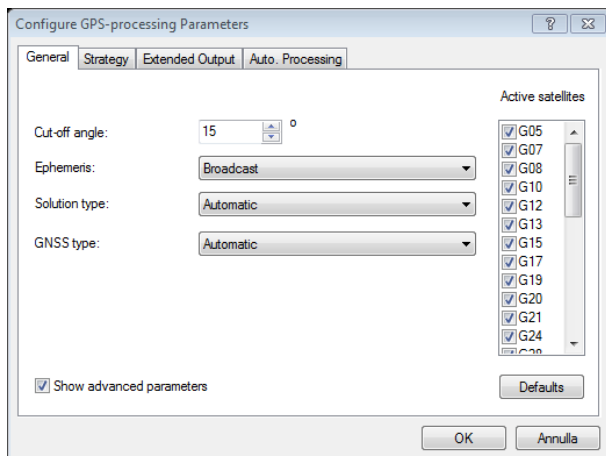 Configure GPS-processing Parameters
General Strategy Extended Output Auto. Processing
Active satellites
Cut-off angle: 15 °
Ephemeris: Broadcast
Solution type: Automatic
GNSS type: Automatic
G05
G07
G08
G10
G12
G13
G15
G17
G19
G20
G21
G24
Show advanced parameters
Defaults
OK Annulla